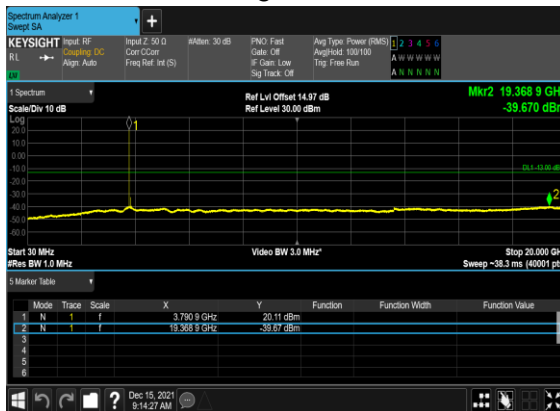 Spectrum Analyzer 1
Swept SA
KEYSIGHT Input: RF Input Z: 50 Ω #Atten: 30 dB PNO: Fast Avg Type: Power (RMS) 1 2 3 4 5 6
RL Coupling: DC Corr CCorr Gate: Off Avg|Hold: 100/100 A W W W W W
Align: Auto Freq Ref: Int (S) IF Gain: Low Trig: Free Run
Sig Track: Off A N N N N N
1 Spectrum Ref Lvl Offset 14.97 dB Mkr2 19.368 9 GH
Scale/Div 10 dB Ref Level 30.00 dBm -39.670 dBr
Log
20.0
10.0
0.00
-10.0
DL1 -13.00 dB
-20.0
-30.0
-40.0
-50.0
-60.0
1
2
Start 30 MHz Video BW 3.0 MHz* Stop 20.000 GH
#Res BW 1.0 MHz Sweep ~38.3 ms (40001 pt
5 Marker Table
Mode Trace Scale X Y Function Function Width Function Value
1 N 1 f 3.790 9 GHz 20.11 dBm
2 N 1 f 19.368 9 GHz -39.67 dBm
3
4
5
6
? Dec 15, 2021
9:14:27 AM